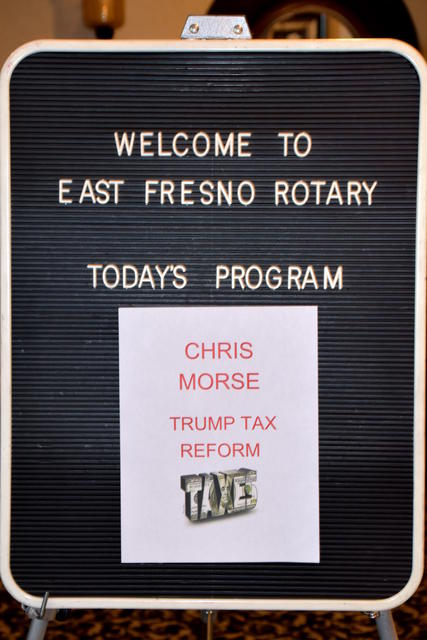 WELCOME TO
EAST FRESNO ROTARY
TODAY'S PROGRAM
CHRIS
MORSE
TRUMP TAX
REFORM
TAXES